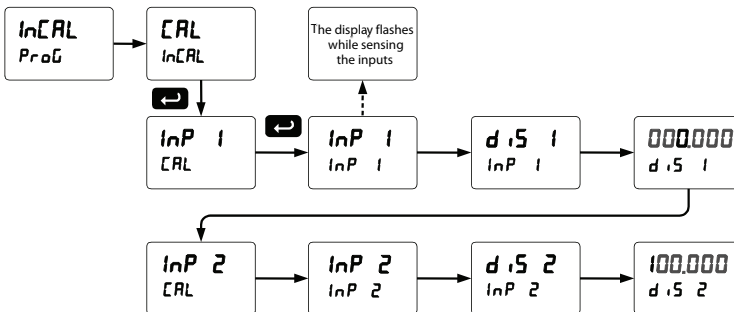 InCAL
ProG
CAL
InCAL
The display flashes
while sensing
the inputs
InP 1
CAL
InP 1
InP 1
diS 1
InP 1
000.000
diS 1
InP 2
CAL
InP 2
InP 2
diS 2
InP 2
100.000
diS 2